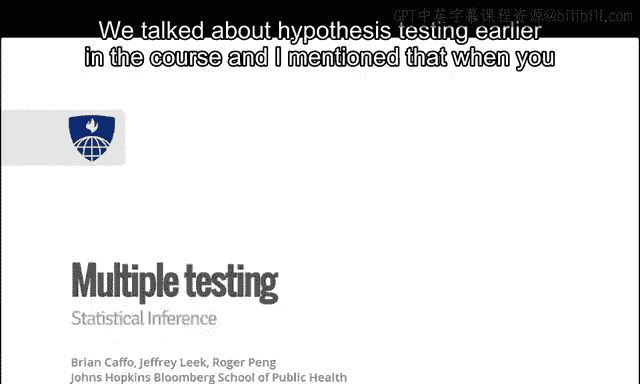 GPT中英字幕课程资源@bilibili.com
We talked about hypothesis testing earlier
in the course and I mentioned that when you
Multiple testing
Statistical Inference
Brian Caffo, Jeffrey Leek, Roger Peng
Johns Hopkins Bloomberg School of Public Health